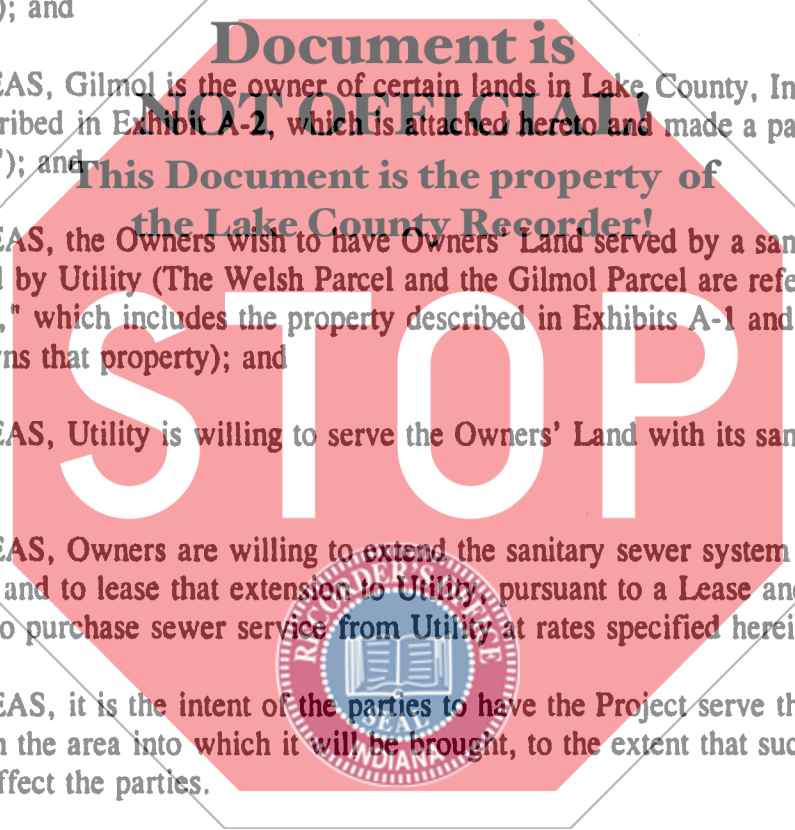 ); and
Document is
EAS, Gilmol is the owner of certain lands in Lake County, In
NOT OFFICIAL!
ribed in Exhibit A-2, which is attached hereto and made a pa
"); and
This Document is the property of
the Lake County Recorder!
EAS, the Owners wish to have Owners' Land served by a san
l by Utility (The Welsh Parcel and the Gilmol Parcel are refe
," which includes the property described in Exhibits A-1 and
ns that property); and
STOP
EAS, Utility is willing to serve the Owners' Land with its san
EAS, Owners are willing to extend the sanitary sewer system
and to lease that extension to Utility, pursuant to a Lease and
o purchase sewer service from Utility at rates specified herei
RECORDER'S OFFICE
SEAL
INDIANA
EAS, it is the intent of the parties to have the Project serve th
n the area into which it will be brought, to the extent that suc
ffect the parties.